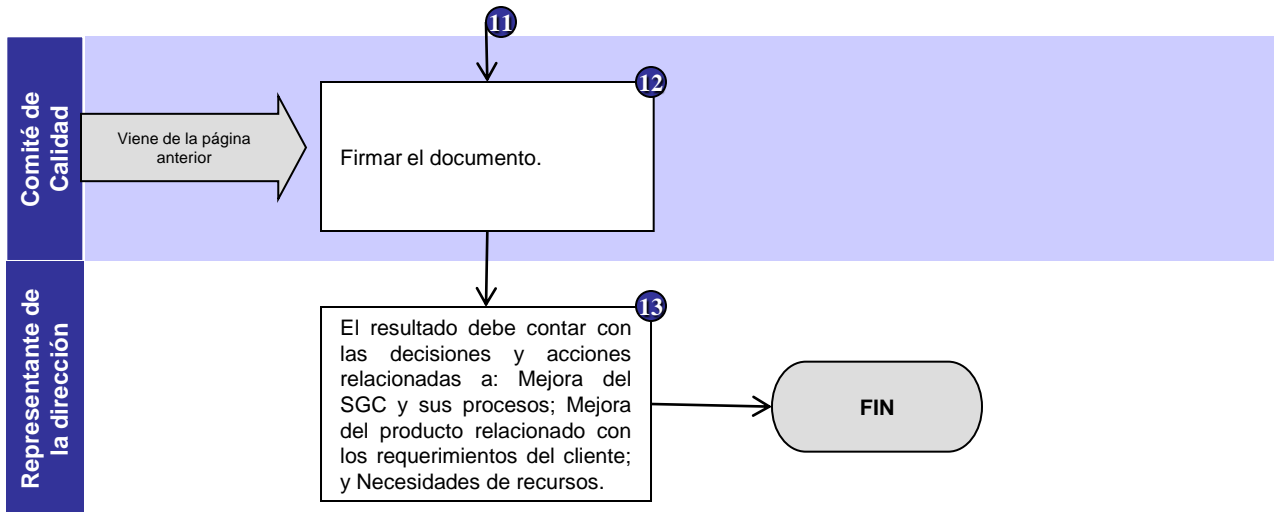 11
Comité de
Calidad
Viene de la página
anterior
12
Firmar el documento.
Representante de
la dirección
13
El resultado debe contar con
las decisiones y acciones
relacionadas a: Mejora del
SGC y sus procesos; Mejora
del producto relacionado con
los requerimientos del cliente;
y Necesidades de recursos.
FIN